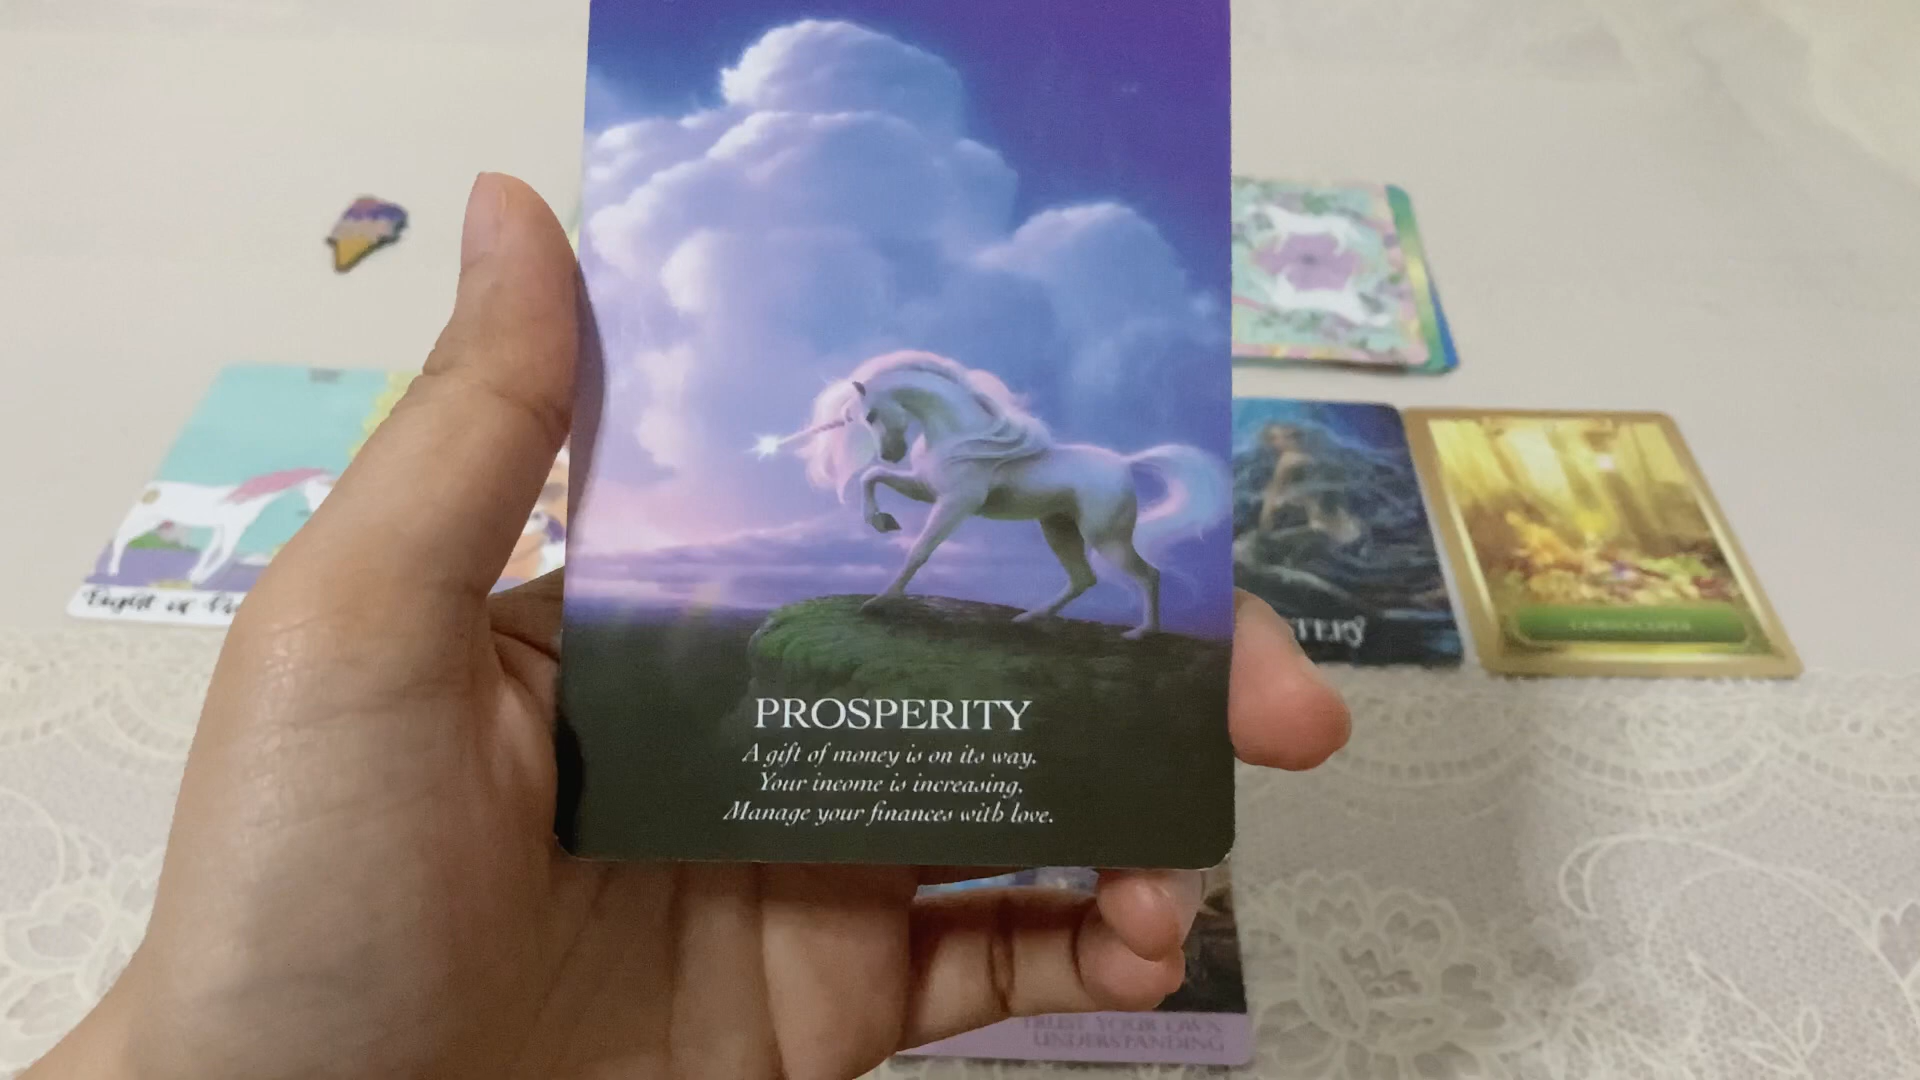 PROSPERITY
A gift of money is on its way.
Your income is increasing.
Manage your finances with love.
TRUST YOUR OWN
UNDERSTANDING